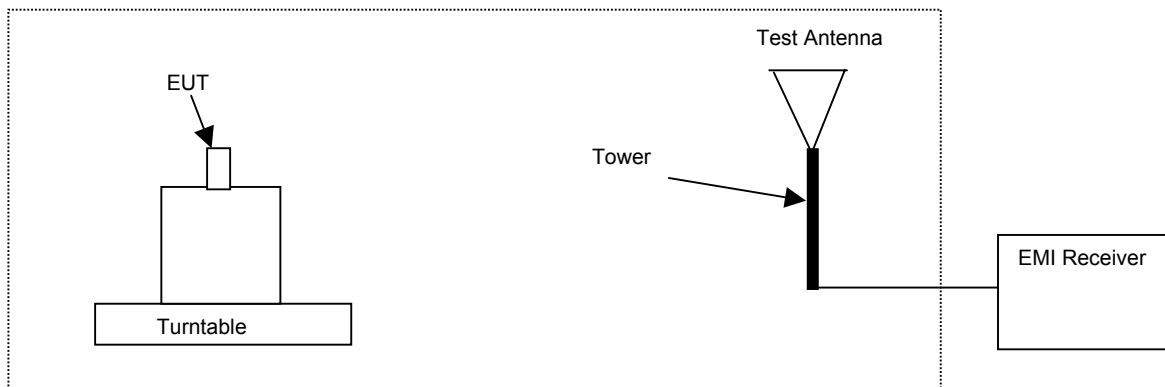 Test Antenna
EUT
Tower
EMI Receiver
Turntable